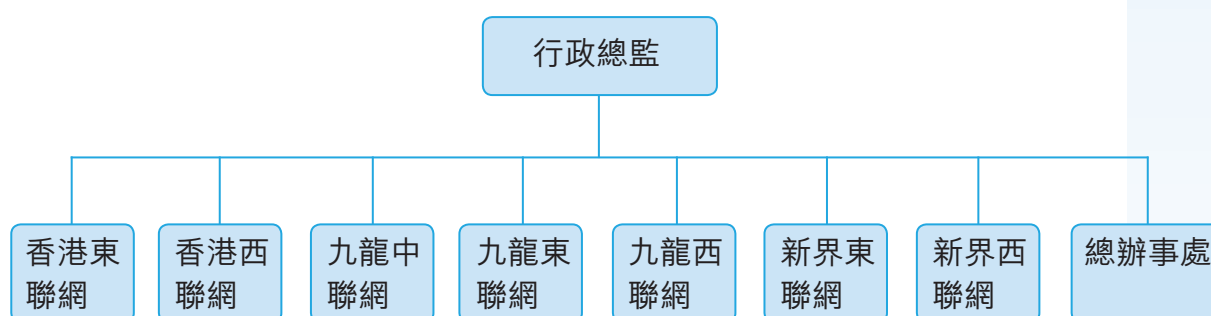 行政總監
香港東
聯網
香港西
聯網
九龍中
聯網
九龍東
聯網
九龍西
聯網
新界東
聯網
新界西
聯網
總辦事處